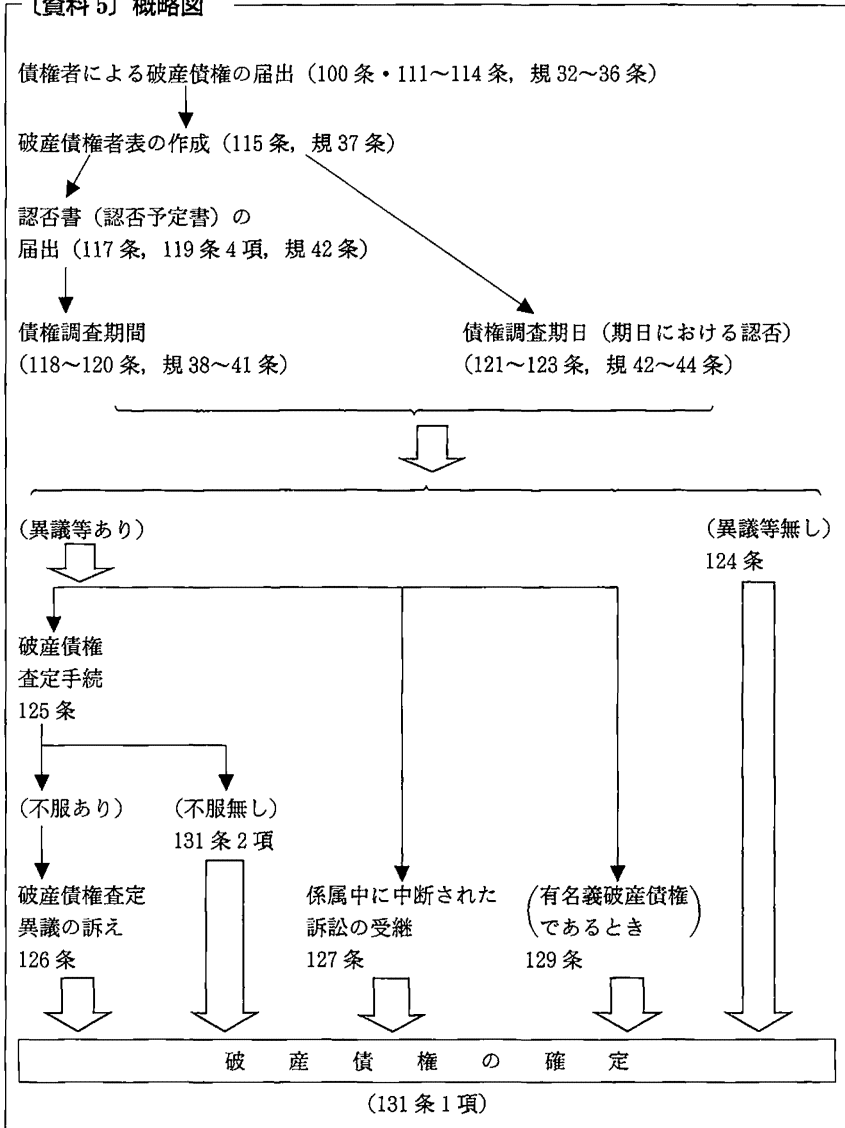 〔資料5〕概略図
債権者による破産債権の届出（100条・111～114条，規32～36条）
破産債権者表の作成（115条，規37条）
認否書（認否予定書）の
届出（117条，119条4項，規42条）
債権調査期間
（118～120条，規38～41条）
債権調査期日（期日における認否）
（121～123条，規42～44条）
（異議等あり）
（異議等無し）
124条
破産債権
査定手続
125条
（不服あり）
（不服無し）
131条2項
破産債権査定
異議の訴え
126条
係属中に中断された
訴訟の受継
127条
（有名義破産債権
であるとき）
129条
破産債権の確定
（131条1項）